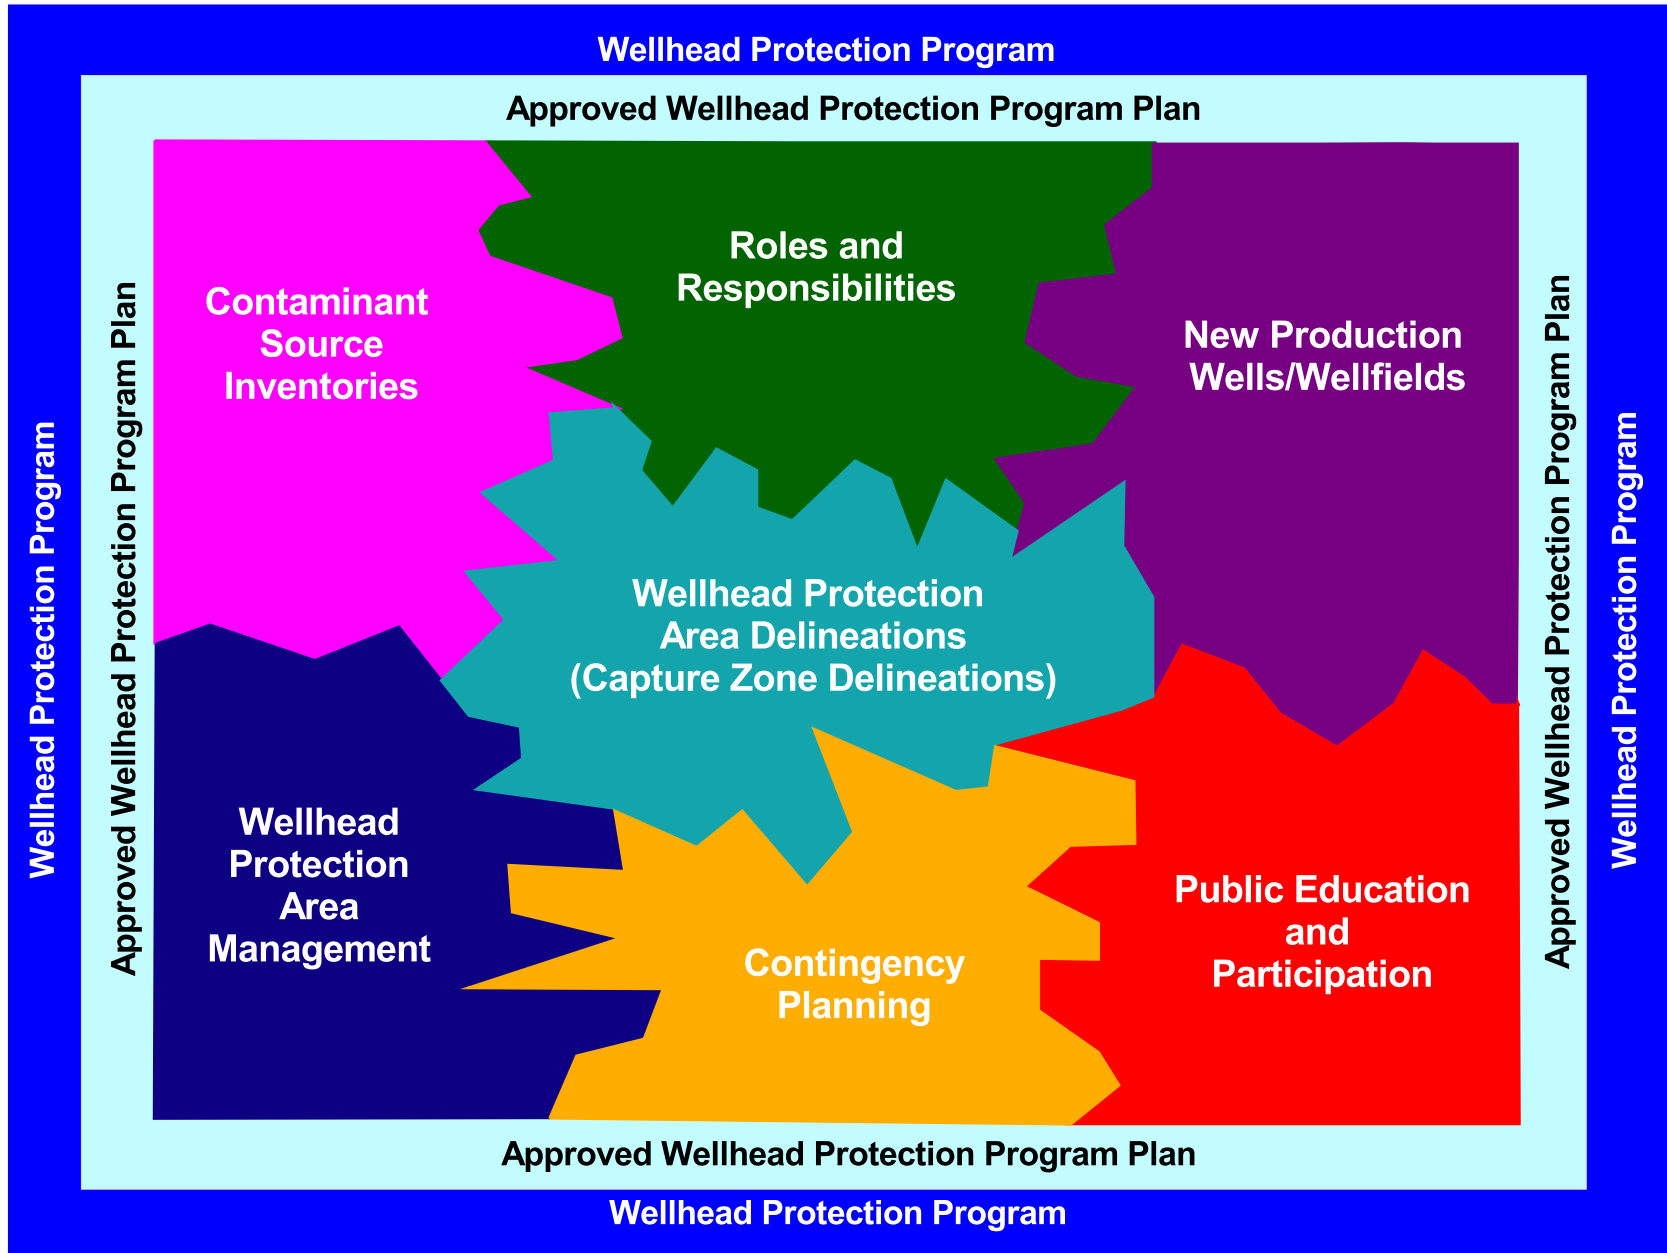 Wellhead Protection Program
Approved Wellhead Protection Program Plan
Roles and
Responsibilities
Contaminant
Source
Inventories
New Production
Wells/Wellfields
Wellhead Protection Program
Approved Wellhead Protection Program Plan
Wellhead Protection
Area Delineations
(Capture Zone Delineations)
Approved Wellhead Protection Program Plan
Wellhead Protection Program
Wellhead
Protection
Area
Management
Contingency
Planning
Public Education
and
Participation
Approved Wellhead Protection Program Plan
Wellhead Protection Program